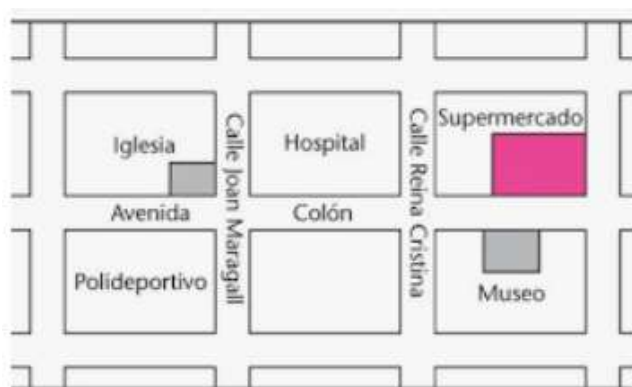 Supermercado
Iglesia
Hospital
Calle Joan Maragall
Calle Reina Cristina
Avenida Colón
Polideportivo
Museo